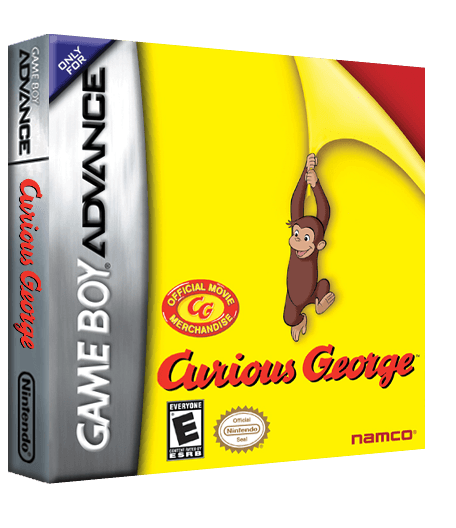 GAME BOY
ADVANCE
Curious George
Nintendo®
ONLY
FOR
GAME BOY® ADVANCE
OFFICIAL MOVIE
CG
MERCHANDISE
Curious George™
EVERYONE
E
CONTENT RATED BY
ESRB
Official
Nintendo
Seal
namco®